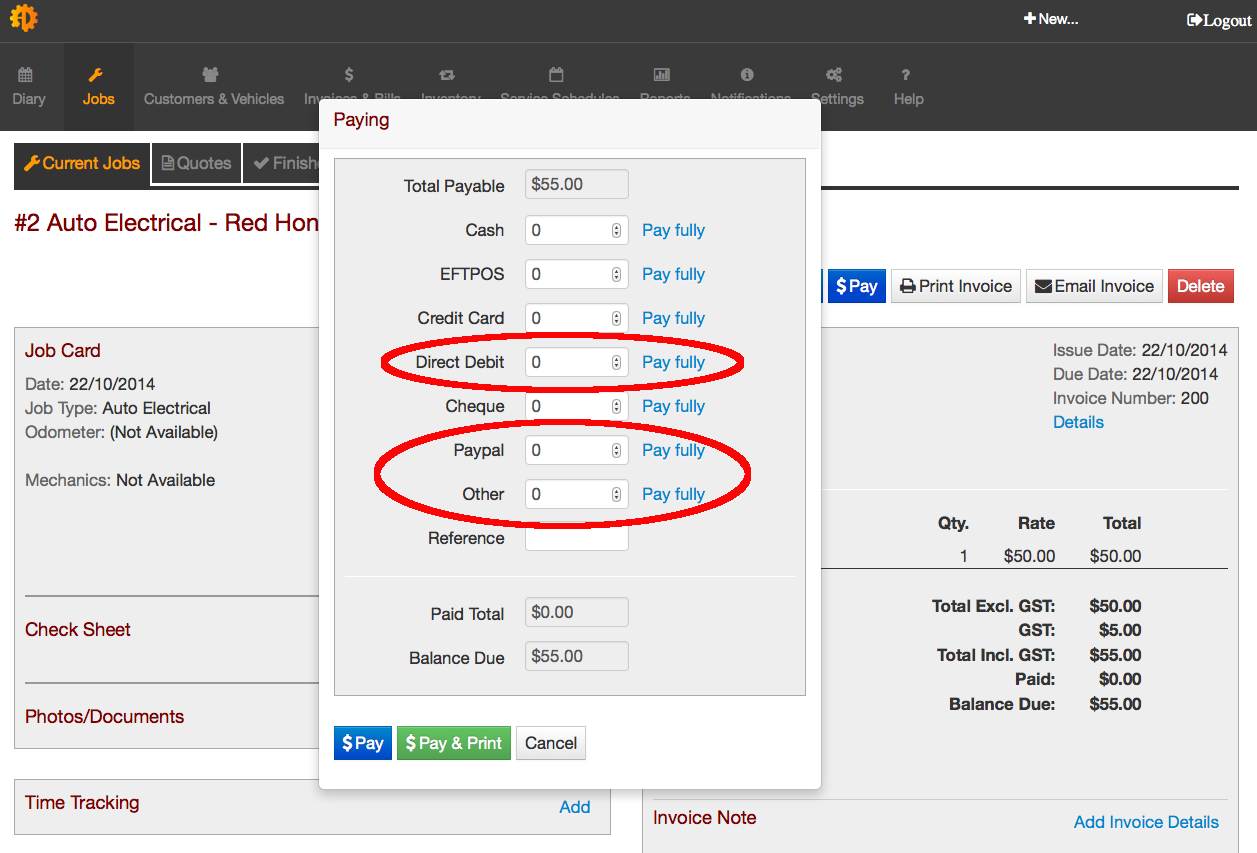 New...
Logout
Diary
Jobs
Customers & Vehicles
Invoices & Bills
Inventory
Service Schedules
Reports
Notifications
Settings
? Help
Current Jobs
Quotes
Finish
#2 Auto Electrical - Red Hon
$ Pay
Print Invoice
Email Invoice
Delete
Job Card
Date: 22/10/2014
Job Type: Auto Electrical
Odometer: (Not Available)
Mechanics: Not Available
Check Sheet
Photos/Documents
Time Tracking
Add
Paying
Total Payable $55.00
Cash 0 Pay fully
EFTPOS 0 Pay fully
Credit Card 0 Pay fully
Direct Debit 0 Pay fully
Cheque 0 Pay fully
Paypal 0 Pay fully
Other 0 Pay fully
Reference
Paid Total $0.00
Balance Due $55.00
$ Pay
$ Pay & Print
Cancel
Issue Date: 22/10/2014
Due Date: 22/10/2014
Invoice Number: 200
Details
Qty. Rate Total
1 $50.00 $50.00
Total Excl. GST: $50.00
GST: $5.00
Total Incl. GST: $55.00
Paid: $0.00
Balance Due: $55.00
Invoice Note
Add Invoice Details